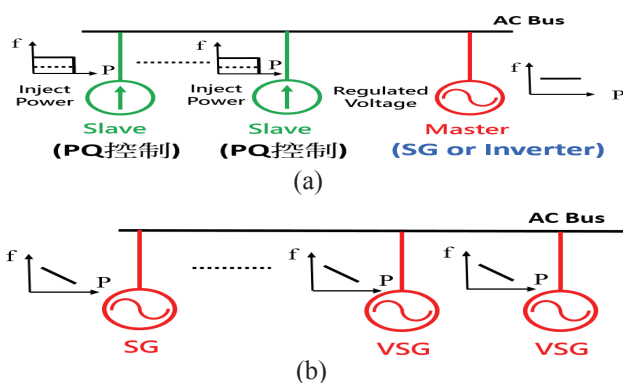 AC Bus
f
P
f
P
f
P
Inject
Power
Inject
Power
Regulated
Voltage
Slave
Slave
Master
(PQ控制)
(PQ控制)
(SG or Inverter)
(a)
AC Bus
f
P
f
P
f
P
SG
VSG
VSG
(b)